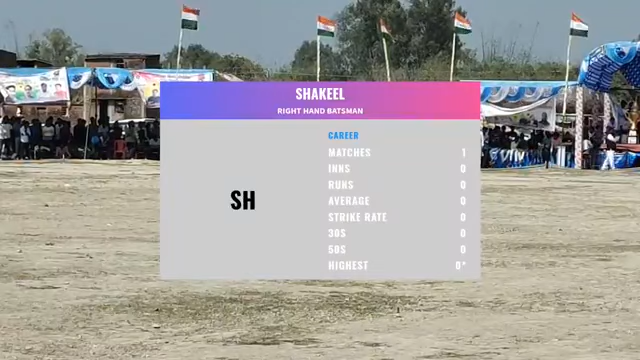 SHAKEEL
RIGHT HAND BATSMAN
SH
CAREER
MATCHES 1
INNS 0
RUNS 0
AVERAGE 0
STRIKE RATE 0
30S 0
50S 0
HIGHEST 0*